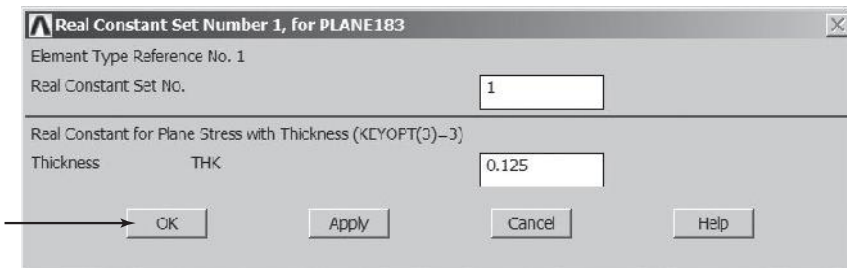 Real Constant Set Number 1, for PLANE183
Element Type Reference No. 1
Real Constant Set No. 1
Real Constant for Plane Stress with Thickness (KEYOPT(3)=3)
Thickness THK 0.125
OK Apply Cancel Help